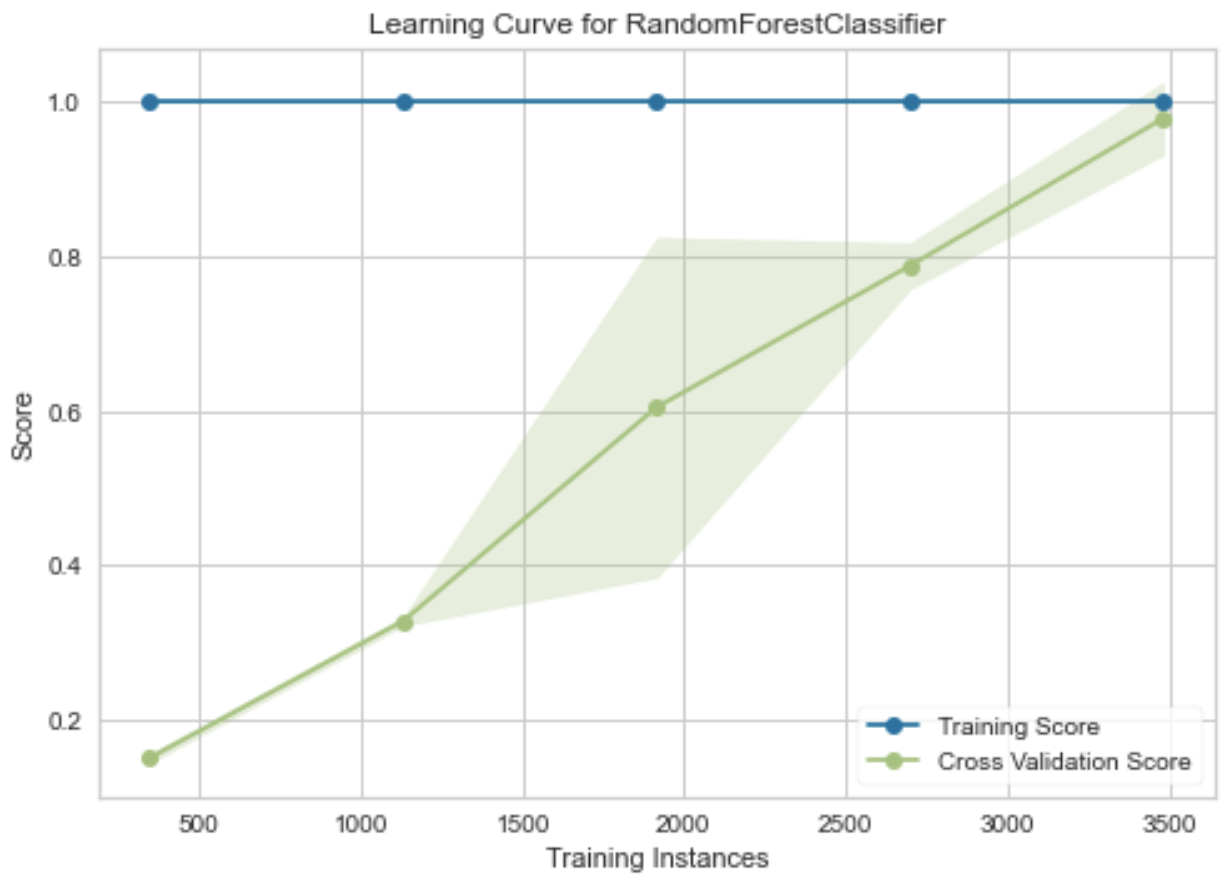 Learning Curve for RandomForestClassifier
1.0
0.8
0.6
0.4
0.2
Score
Training Score
Cross Validation Score
500 1000 1500 2000 2500 3000 3500
Training Instances